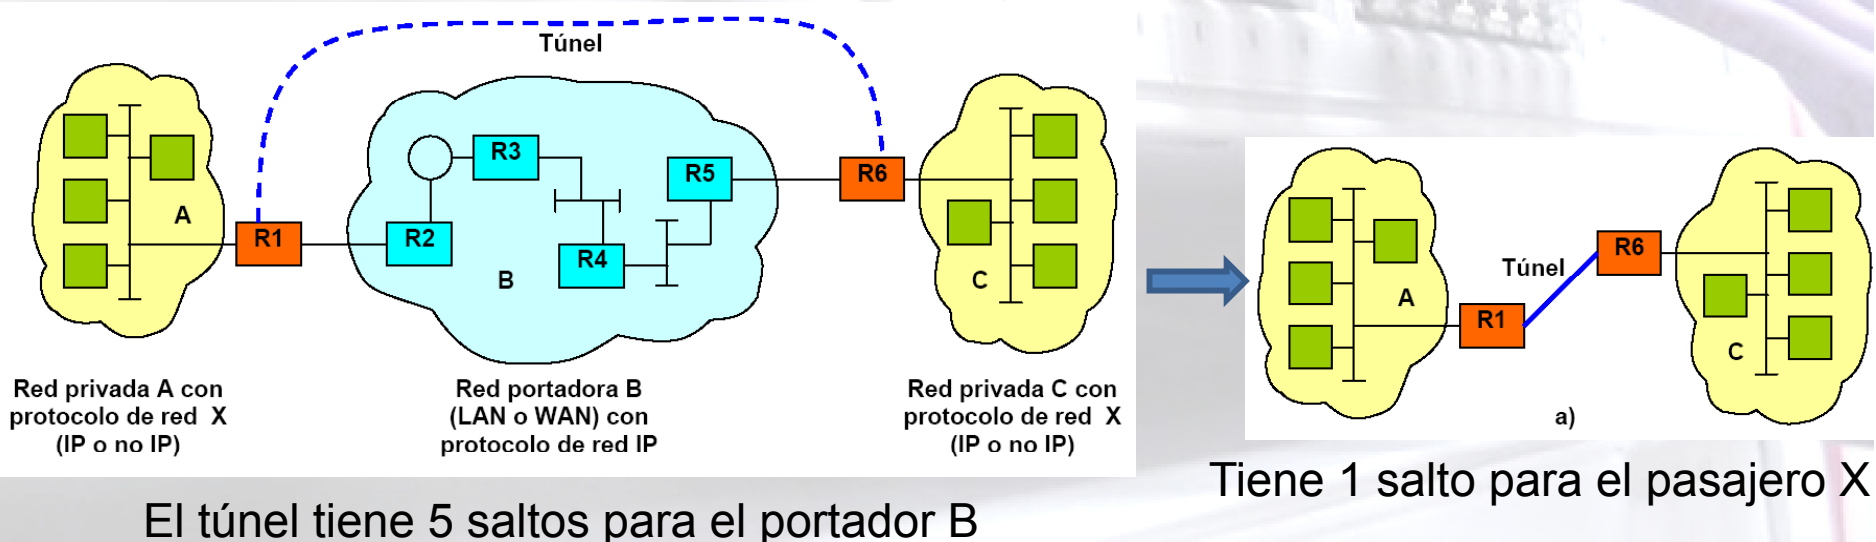 Túnel
A
R1
R2
R3
R4
R5
B
R6
C
Red privada A con
protocolo de red X
(IP o no IP)
Red portadora B
(LAN o WAN) con
protocolo de red IP
Red privada C con
protocolo de red X
(IP o no IP)
El túnel tiene 5 saltos para el portador B
A
R1
Túnel
R6
C
a)
Tiene 1 salto para el pasajero X